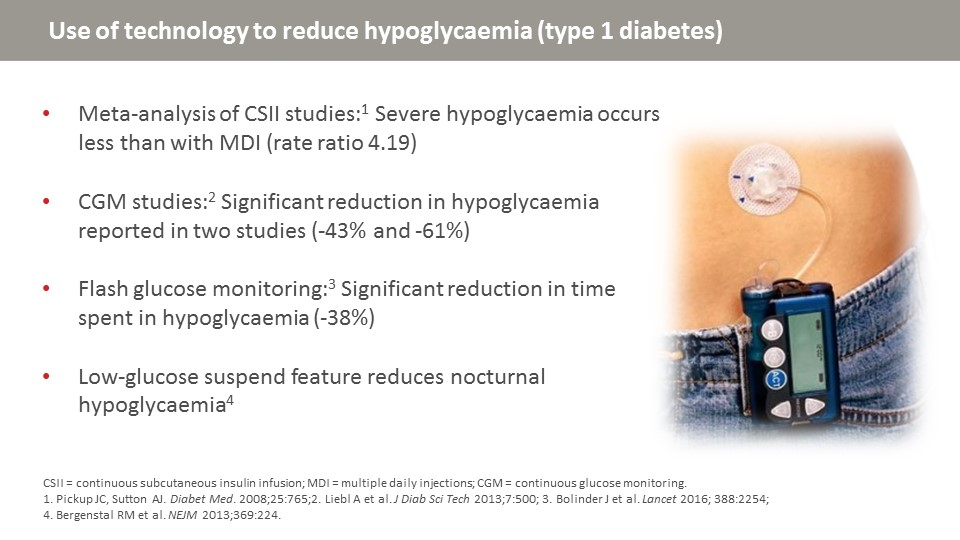 Use of technology to reduce hypoglycaemia (type 1 diabetes)
• Meta-analysis of CSII studies:1 Severe hypoglycaemia occurs
less than with MDI (rate ratio 4.19)
• CGM studies:2 Significant reduction in hypoglycaemia
reported in two studies (-43% and -61%)
• Flash glucose monitoring:3 Significant reduction in time
spent in hypoglycaemia (-38%)
• Low-glucose suspend feature reduces nocturnal
hypoglycaemia4
ACT
CSII = continuous subcutaneous insulin infusion; MDI = multiple daily injections; CGM = continuous glucose monitoring.
1. Pickup JC, Sutton AJ. Diabet Med. 2008;25:765;2. Liebl A et al. J Diab Sci Tech 2013;7:500; 3. Bolinder J et al. Lancet 2016; 388:2254;
4. Bergenstal RM et al. NEJM 2013;369:224.